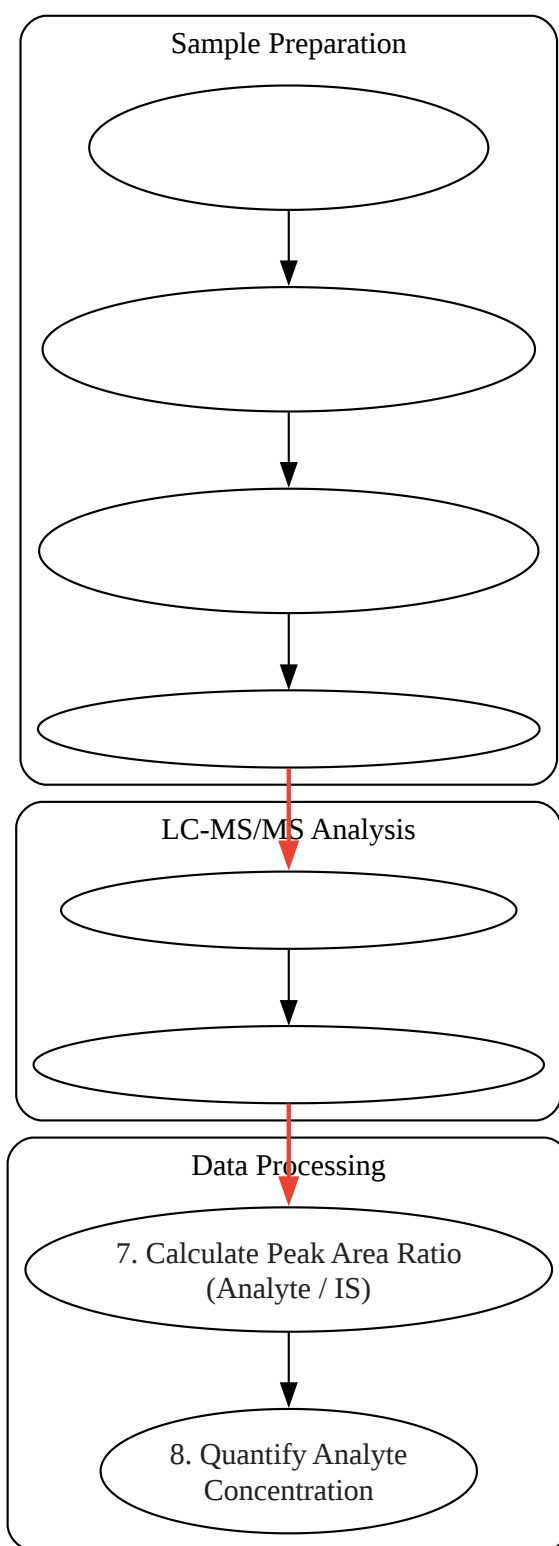 Sample Preparation
LC-MS/MS Analysis
Data Processing
7. Calculate Peak Area Ratio
(Analyte / IS)
8. Quantify Analyte
Concentration